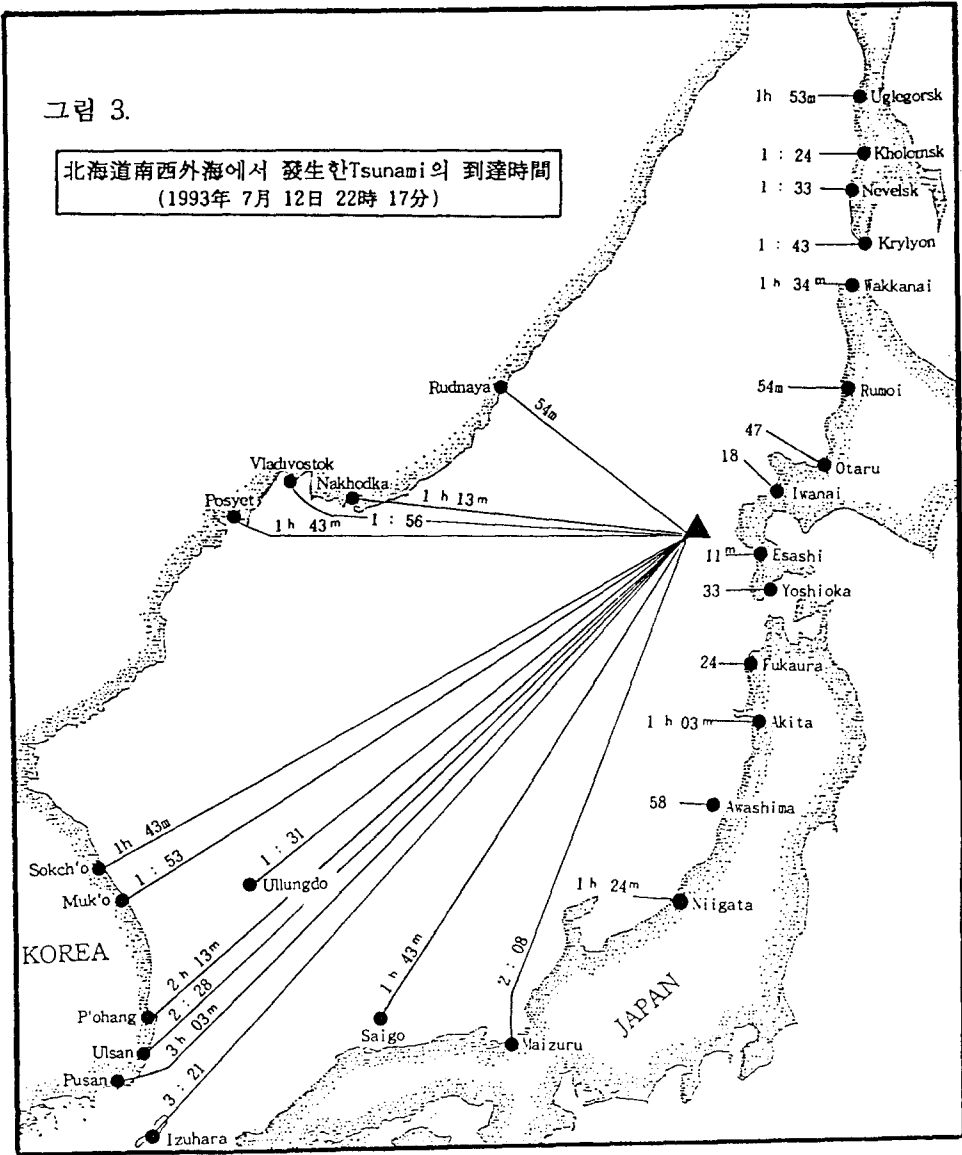 그림 3.
北海道南西外海에서 發生한Tsunami의 到達時間
(1993年 7月 12日 22時 17分)
1h 53m Uglegorsk
1 : 24 Kholomsk
1 : 33 Nevelsk
1 : 43 Krylyon
1 h 34 m Wakkanai
Rudnaya 54m
54m Rumoi
47 Otaru
18 Iwanai
Vladivostok
Nakhodka 1 h 13 m
Posyet 1 h 43 m
1 : 56
11 m Esashi
33 Yoshioka
24 Fukaura
1 h 03 m Akita
58 Awashima
1 h 24 m Niigata
Sokch'o 1h 43m
Muk'o 1 : 53
Ullungdo 1 : 31
KOREA
P'ohang 2 h 13 m
Ulsan 2 : 28
Pusan 3 h 03 m
Izuhara 3 : 21
Saigo 1 h 43 m
Maizuru 2 : 08
JAPAN